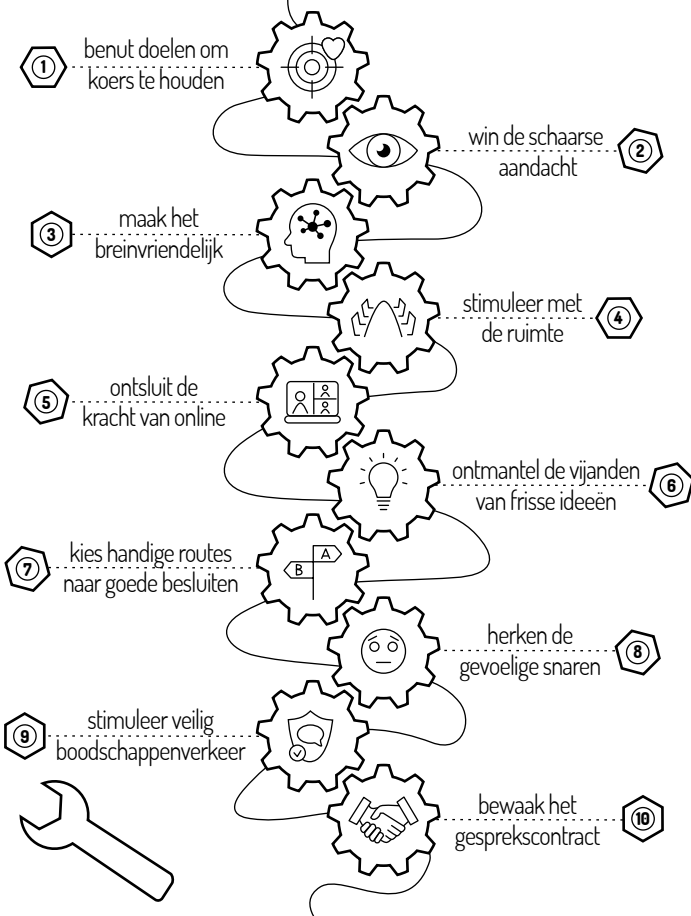 1
benut doelen om
koers te houden
win de schaarse
aandacht
2
3
maak het
breinvriendelijk
stimuleer met
de ruimte
4
5
ontsluit de
kracht van online
ontmantel de vijanden
van frisse ideeën
6
7
kies handige routes
naar goede besluiten
A
B
herken de
gevoelige snaren
8
9
stimuleer veilig
boodschappenverkeer
bewaak het
gesprekscontract
10